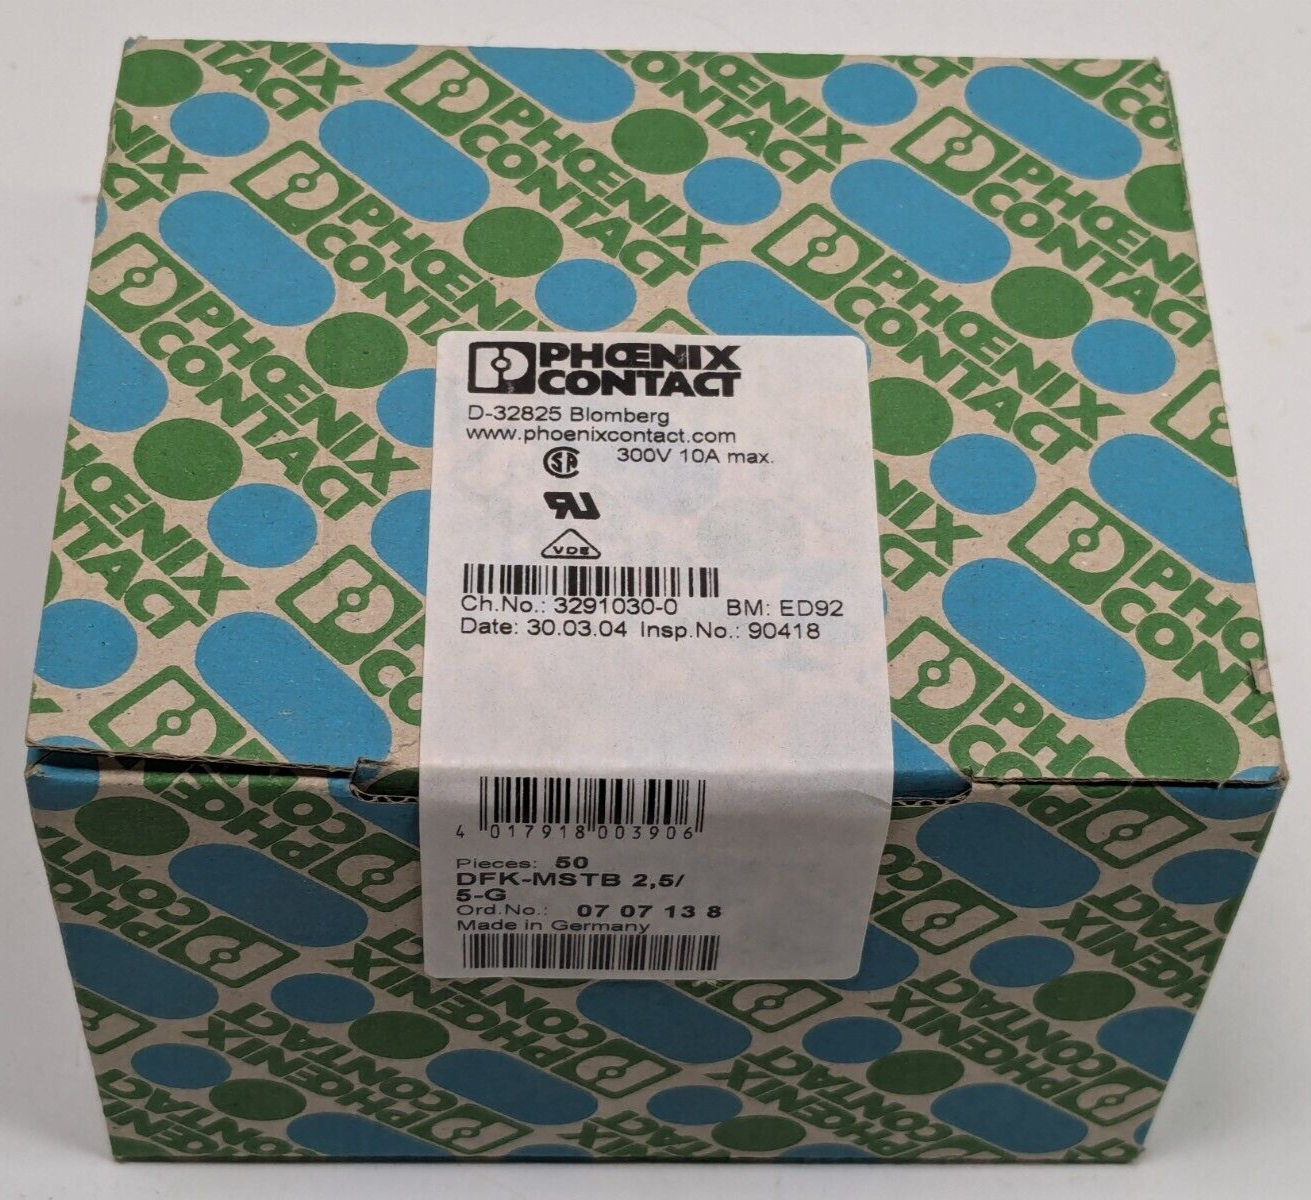 PHŒNIX
CONTACT
D-32825 Blomberg
www.phoenixcontact.com
300V 10A max.
VDE
Ch.No.: 3291030-0 BM: ED92
Date: 30.03.04 Insp.No.: 90418
4 017918 003906
Pieces: 50
DFK-MSTB 2,5/
5-G
Ord.No.: 07 07 13 8
Made in Germany